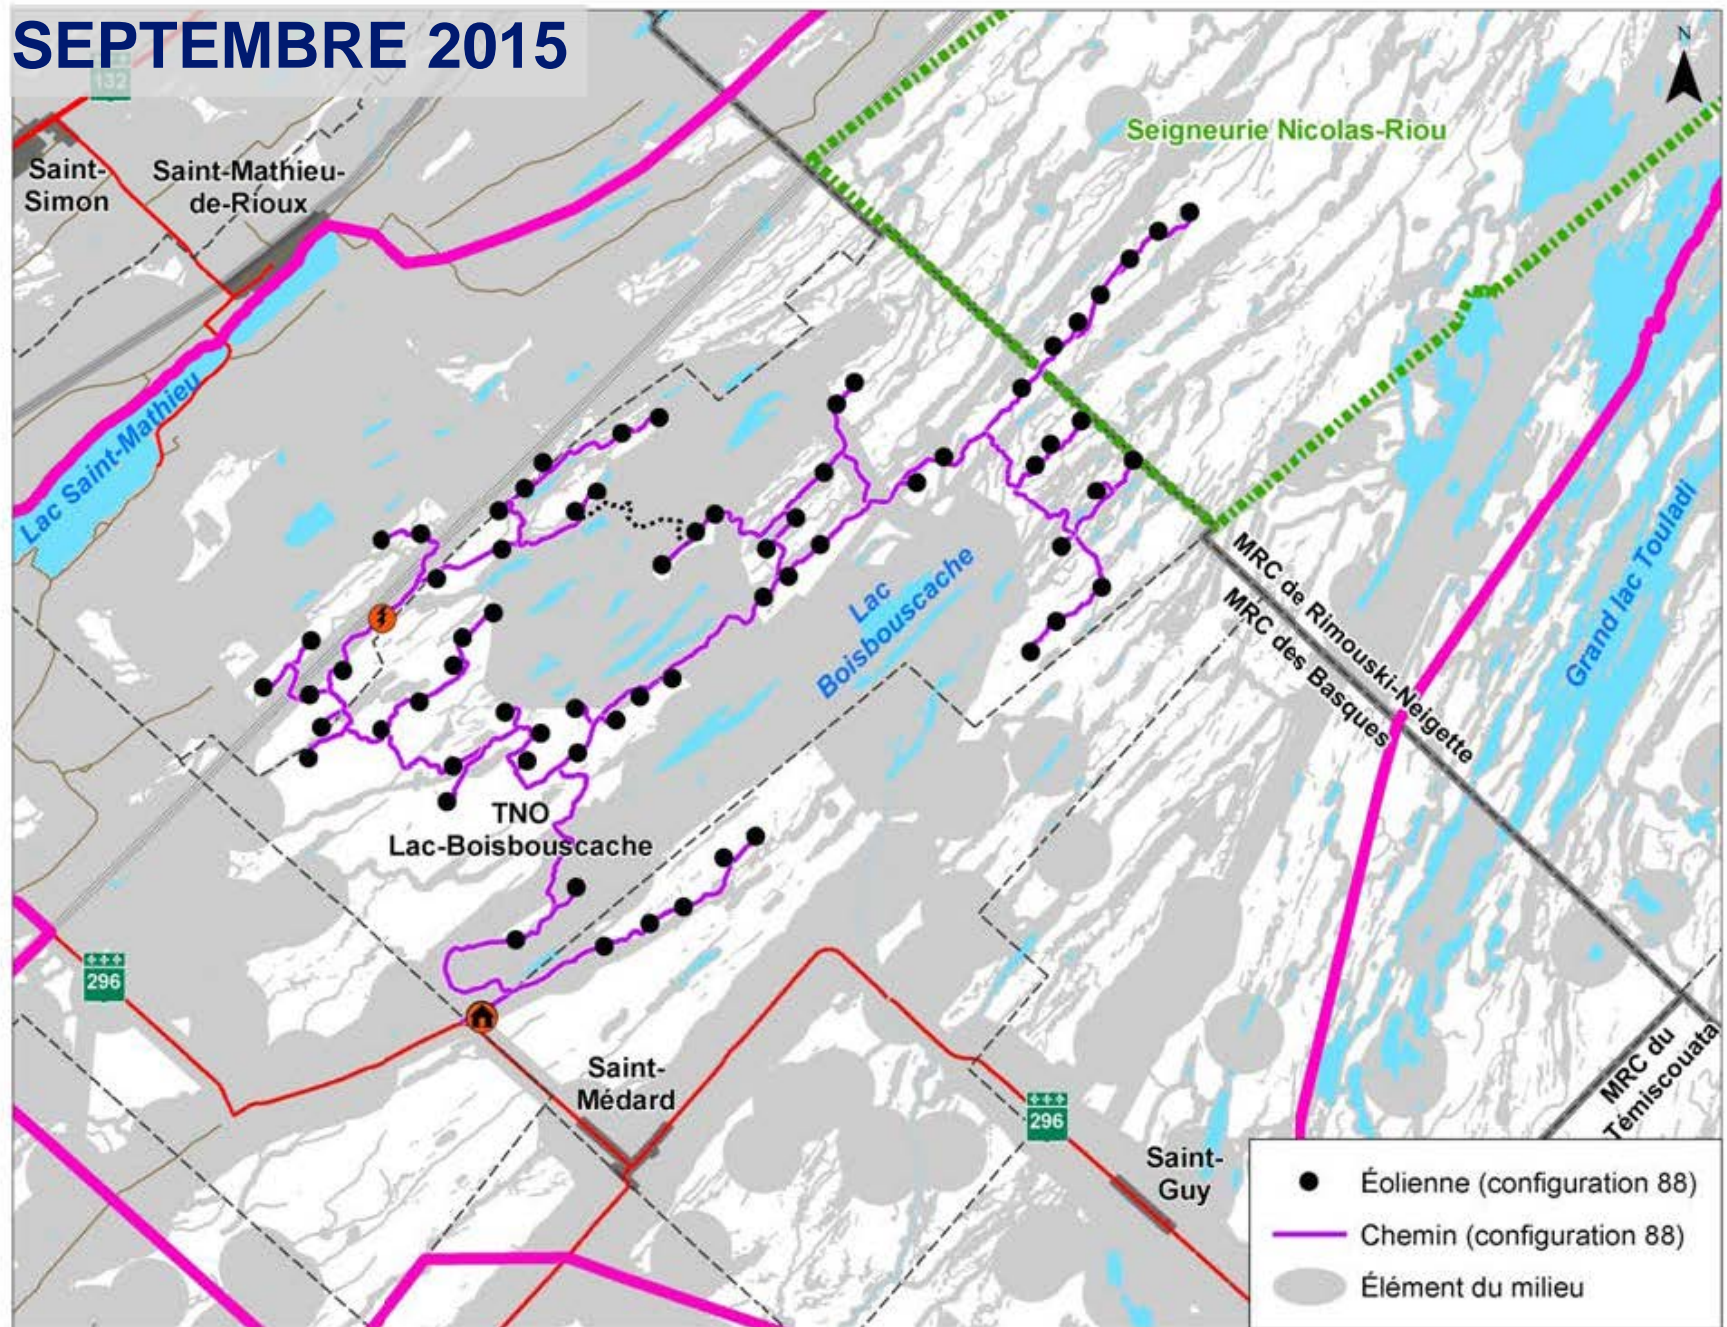 SEPTEMBRE 2015
N
132
Seigneurie Nicolas-Riou
Saint-
Simon
Saint-Mathieu-
de-Rioux
Lac Saint-Mathieu
Lac
Boisbouscache
Grand lac Touladi
MRC de Rimouski-Neigette
MRC des Basques
TNO
Lac-Boisbouscache
296
Saint-
Médard
296
Saint-
Guy
MRC du
Témiscouata
Éolienne (configuration 88)
Chemin (configuration 88)
Élément du milieu